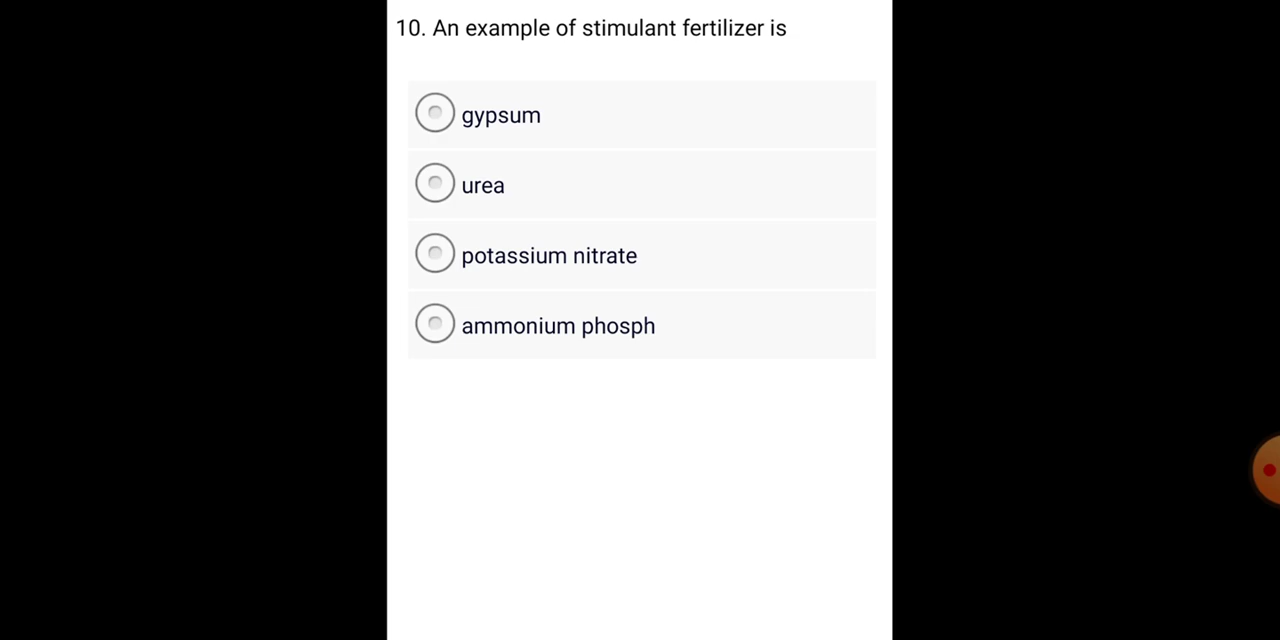 10. An example of stimulant fertilizer is
gypsum
urea
potassium nitrate
ammonium phosph